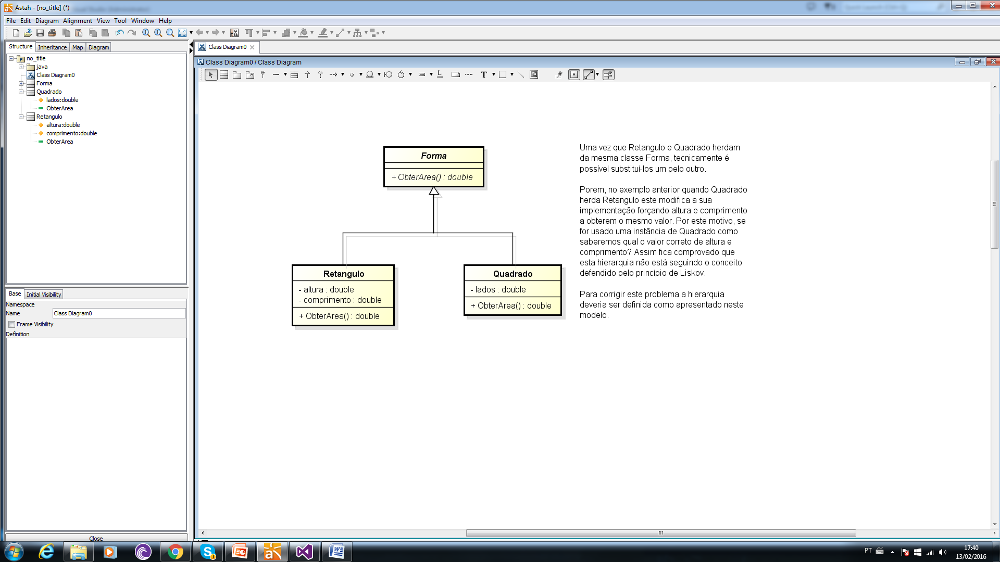 Astah - [no_title] (*)
File Edit Diagram Alignment View Tool Window Help
Structure Inheritance Map Diagram
no_title
java
Class Diagram0
Forma
Quadrado
lados:double
ObterArea
Retangulo
altura:double
comprimento:double
ObterArea
Base Initial Visibility
Namespace
Name Class Diagram0
Frame Visibility
Definition
Close
Class Diagram0
Class Diagram0 / Class Diagram
T
Forma
+ ObterArea() : double
Retangulo
- altura : double
- comprimento : double
+ ObterArea() : double
Quadrado
- lados : double
+ ObterArea() : double
Uma vez que Retangulo e Quadrado herdam
da mesma classe Forma, tecnicamente é
possível substituí-los um pelo outro.
Porem, no exemplo anterior quando Quadrado
herda Retangulo este modifica a sua
implementação forçando altura e comprimento
a obterem o mesmo valor. Por este motivo, se
for usado uma instância de Quadrado como
saberemos qual o valor correto de altura e
comprimento? Assim fica comprovado que
esta hierarquia não está seguindo o conceito
defendido pelo princípio de Liskov.
Para corrigir este problema a hierarquia
deveria ser definida como apresentado neste
modelo.
PT
17:40
13/02/2016